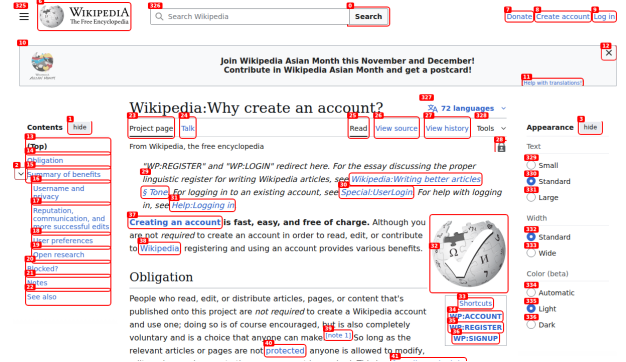 WIKIPEDIA
The Free Encyclopedia
Search Wikipedia
Search
Donate
Create account
Log in
Join Wikipedia Asian Month this November and December!
Contribute in Wikipedia Asian Month and get a postcard!
Help with translations!
Contents
hide
(Top)
Obligation
Summary of benefits
Username and
privacy
Reputation,
communication, and
more successful edits
User preferences
Open research
Blocked?
Notes
See also
Wikipedia:Why create an account?
72 languages
Project page
Talk
Read
View source
View history
Tools
From Wikipedia, the free encyclopedia
"WP:REGISTER" and "WP:LOGIN" redirect here. For the essay discussing the proper
linguistic register for writing Wikipedia articles, see Wikipedia:Writing better articles
§ Tone. For logging in to an existing account, see Special:UserLogin. For help with logging
in, see Help:Logging in.
Creating an account is fast, easy, and free of charge. Although you
are not required to create an account in order to read, edit, or contribute
to Wikipedia, registering and using an account provides various benefits.
Shortcuts
WP:ACCOUNT
WP:REGISTER
WP:SIGNUP
Obligation
People who read, edit, or distribute articles, pages, or content that's
published onto this project are not required to create a Wikipedia account
and use one; doing so is of course encouraged, but is also completely
voluntary and is a choice that anyone can make.[note 1] So long as the
relevant articles or pages are not protected, anyone is allowed to modify,
Appearance
hide
Text
Small
Standard
Large
Width
Standard
Wide
Color (beta)
Automatic
Light
Dark